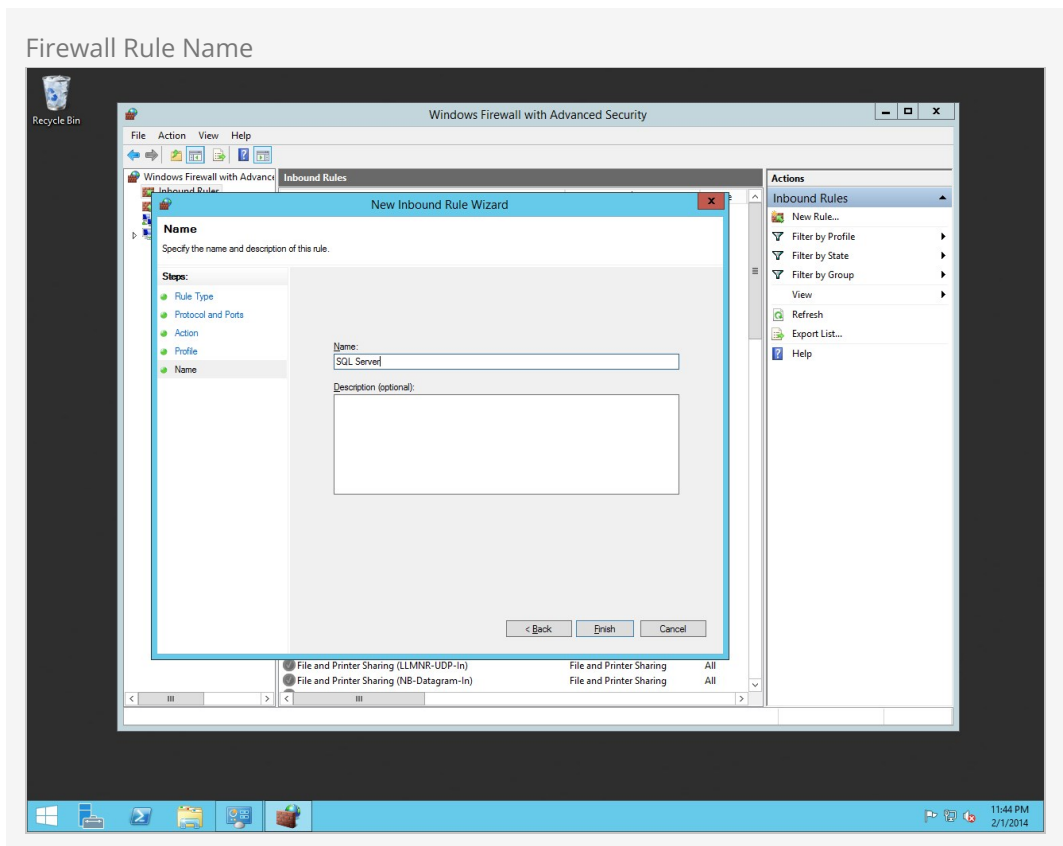 Firewall Rule Name
Recycle Bin
Windows Firewall with Advanced Security
File Action View Help
Windows Firewall with Advance
Inbound Rules
Actions
Inbound Rules
Inbound Rules
New Rule...
Filter by Profile
Filter by State
Filter by Group
View
Refresh
Export List...
Help
New Inbound Rule Wizard
Name
Specify the name and description of this rule.
Steps:
Rule Type
Protocol and Ports
Action
Profile
Name
Name:
SQL Server
Description (optional):
< Back Finish Cancel
File and Printer Sharing (LLMNR-UDP-In) File and Printer Sharing All
File and Printer Sharing (NB-Datagram-In) File and Printer Sharing All
11:44 PM
2/1/2014